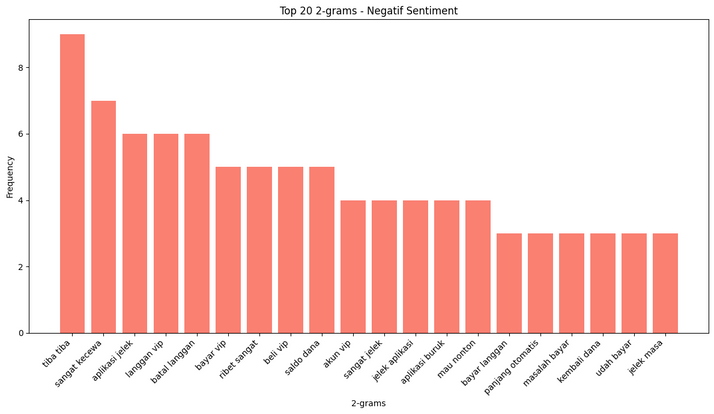 Top 20 2-grams - Negatif Sentiment
Frequency
8
6
4
2
0
tiba tiba
sangat kecewa
aplikasi jelek
langgan vip
batal langgan
bayar vip
ribet sangat
beli vip
saldo dana
akun vip
sangat jelek
jelek aplikasi
aplikasi buruk
mau nonton
bayar langgan
panjang otomatis
masalah bayar
kembali dana
udah bayar
jelek masa
2-grams